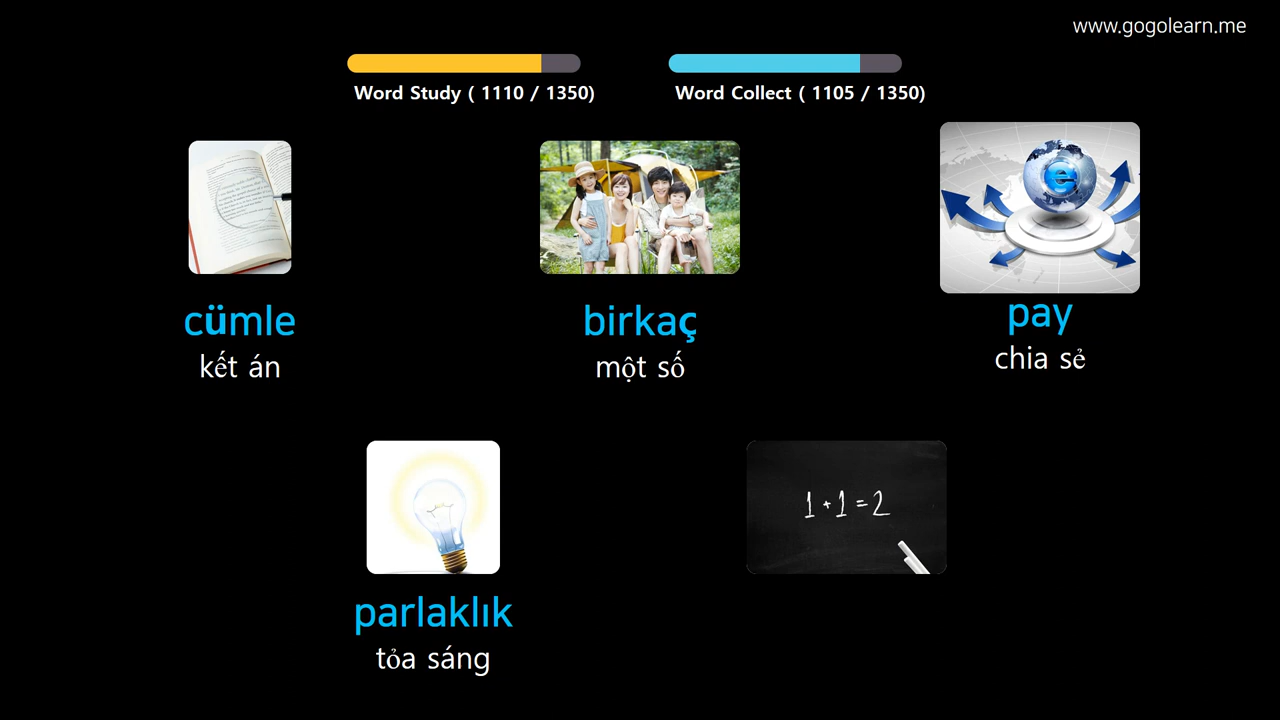 www.gogolearn.me
Word Study ( 1110 / 1350)
Word Collect ( 1105 / 1350)
cümle
kết án
birkaç
một số
pay
chia sẻ
1+1=2
parlaklık
tỏa sáng